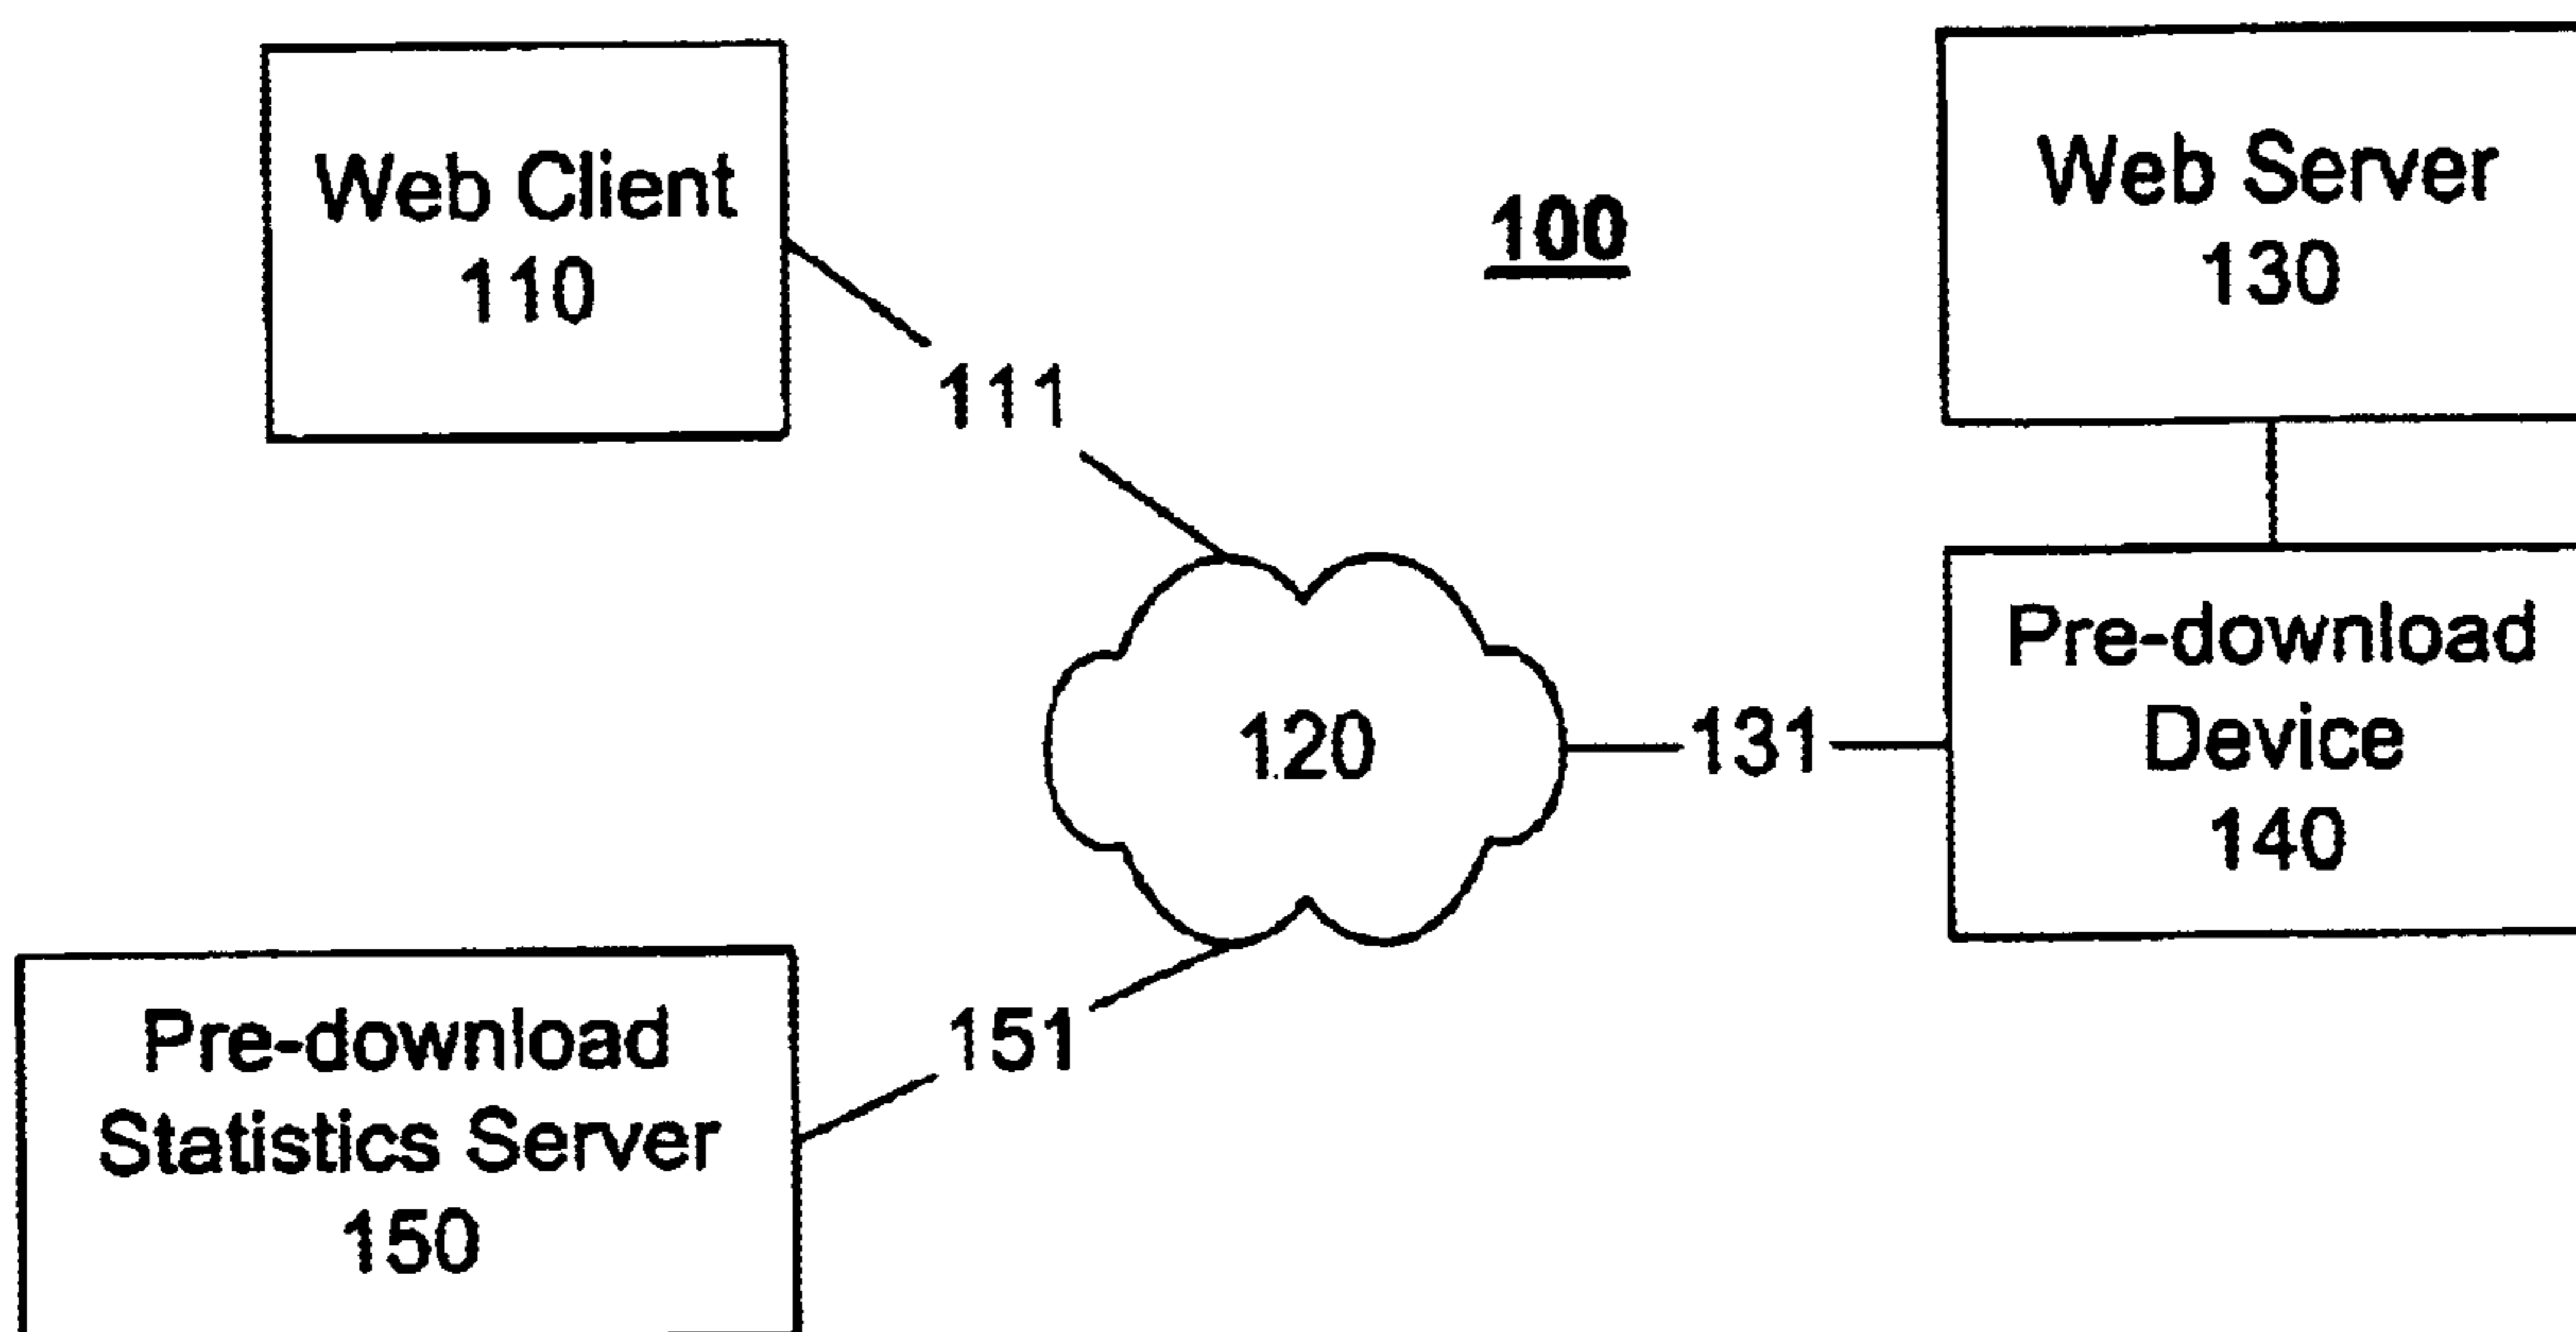 Web Client
110
100
Web Server
130
111
Pre-download
Device
140
120
131
Pre-download
Statistics Server
150
151